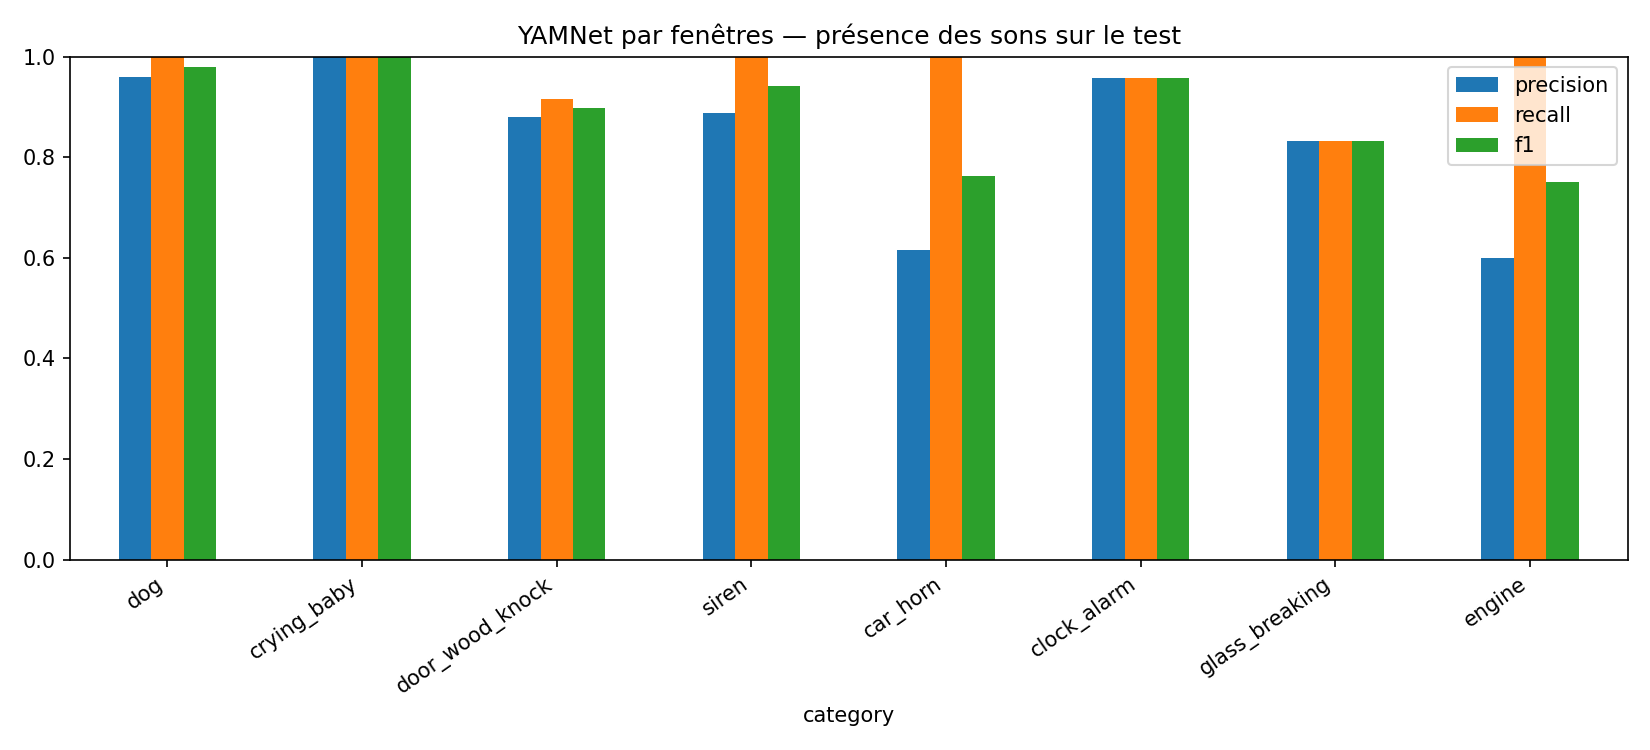 YAMNet par fenêtres — présence des sons sur le test
1.0
0.8
0.6
0.4
0.2
0.0
precision
recall
f1
dog
crying_baby
door_wood_knock
siren
car_horn
clock_alarm
glass_breaking
engine
category